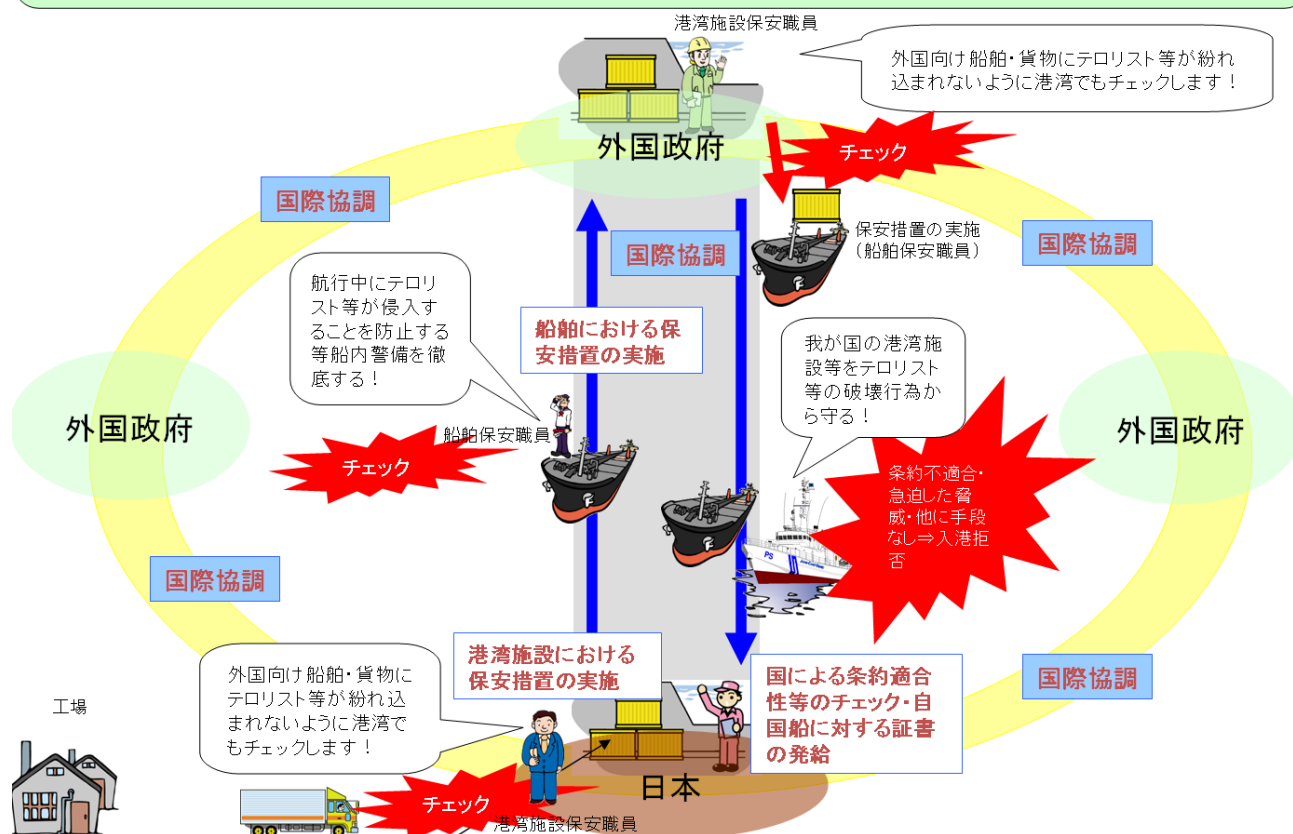 港湾施設保安職員
外国向け船舶・貨物にテロリスト等が紛れ
込まれないように港湾でもチェックします！
外国政府
チェック
国際協調
保安措置の実施
（船舶保安職員）
国際協調
国際協調
航行中にテロリ
スト等が侵入す
ることを防止する
等船内警備を徹
底する！
船舶における保
安措置の実施
我が国の港湾施
設等をテロリスト
等の破壊行為か
ら守る！
外国政府
船舶保安職員
チェック
外国政府
条約不適合・
急迫した脅
威・他に手段
なし⇒入港拒
否
F
F
F
PS
国際協調
港湾施設における
保安措置の実施
国による条約適合
性等のチェック・自
国船に対する証書
の発給
国際協調
外国向け船舶・貨物に
テロリスト等が紛れ込
まれないように港湾で
もチェックします！
工場
日本
チェック
港湾施設保安職員